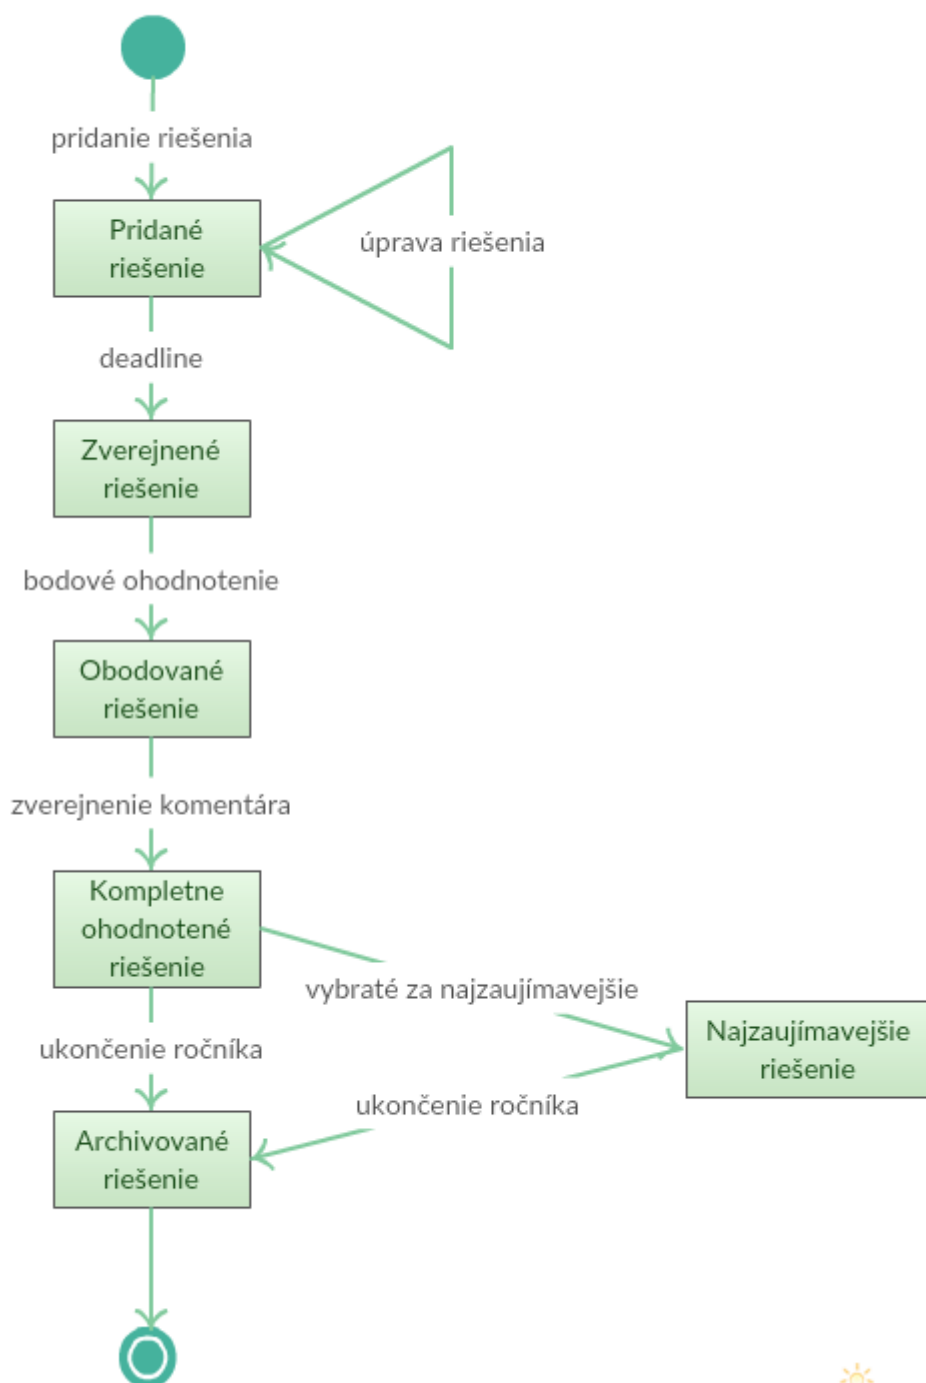 pridanie riešenia
Pridané
riešenie
úprava riešenia
deadline
Zverejnené
riešenie
bodové ohodnotenie
Obodované
riešenie
zverejnenie komentára
Kompletne
ohodnotené
riešenie
vybraté za najzaujímavejšie
Najzaujímavejšie
riešenie
ukončenie ročníka
ukončenie ročníka
Archivované
riešenie